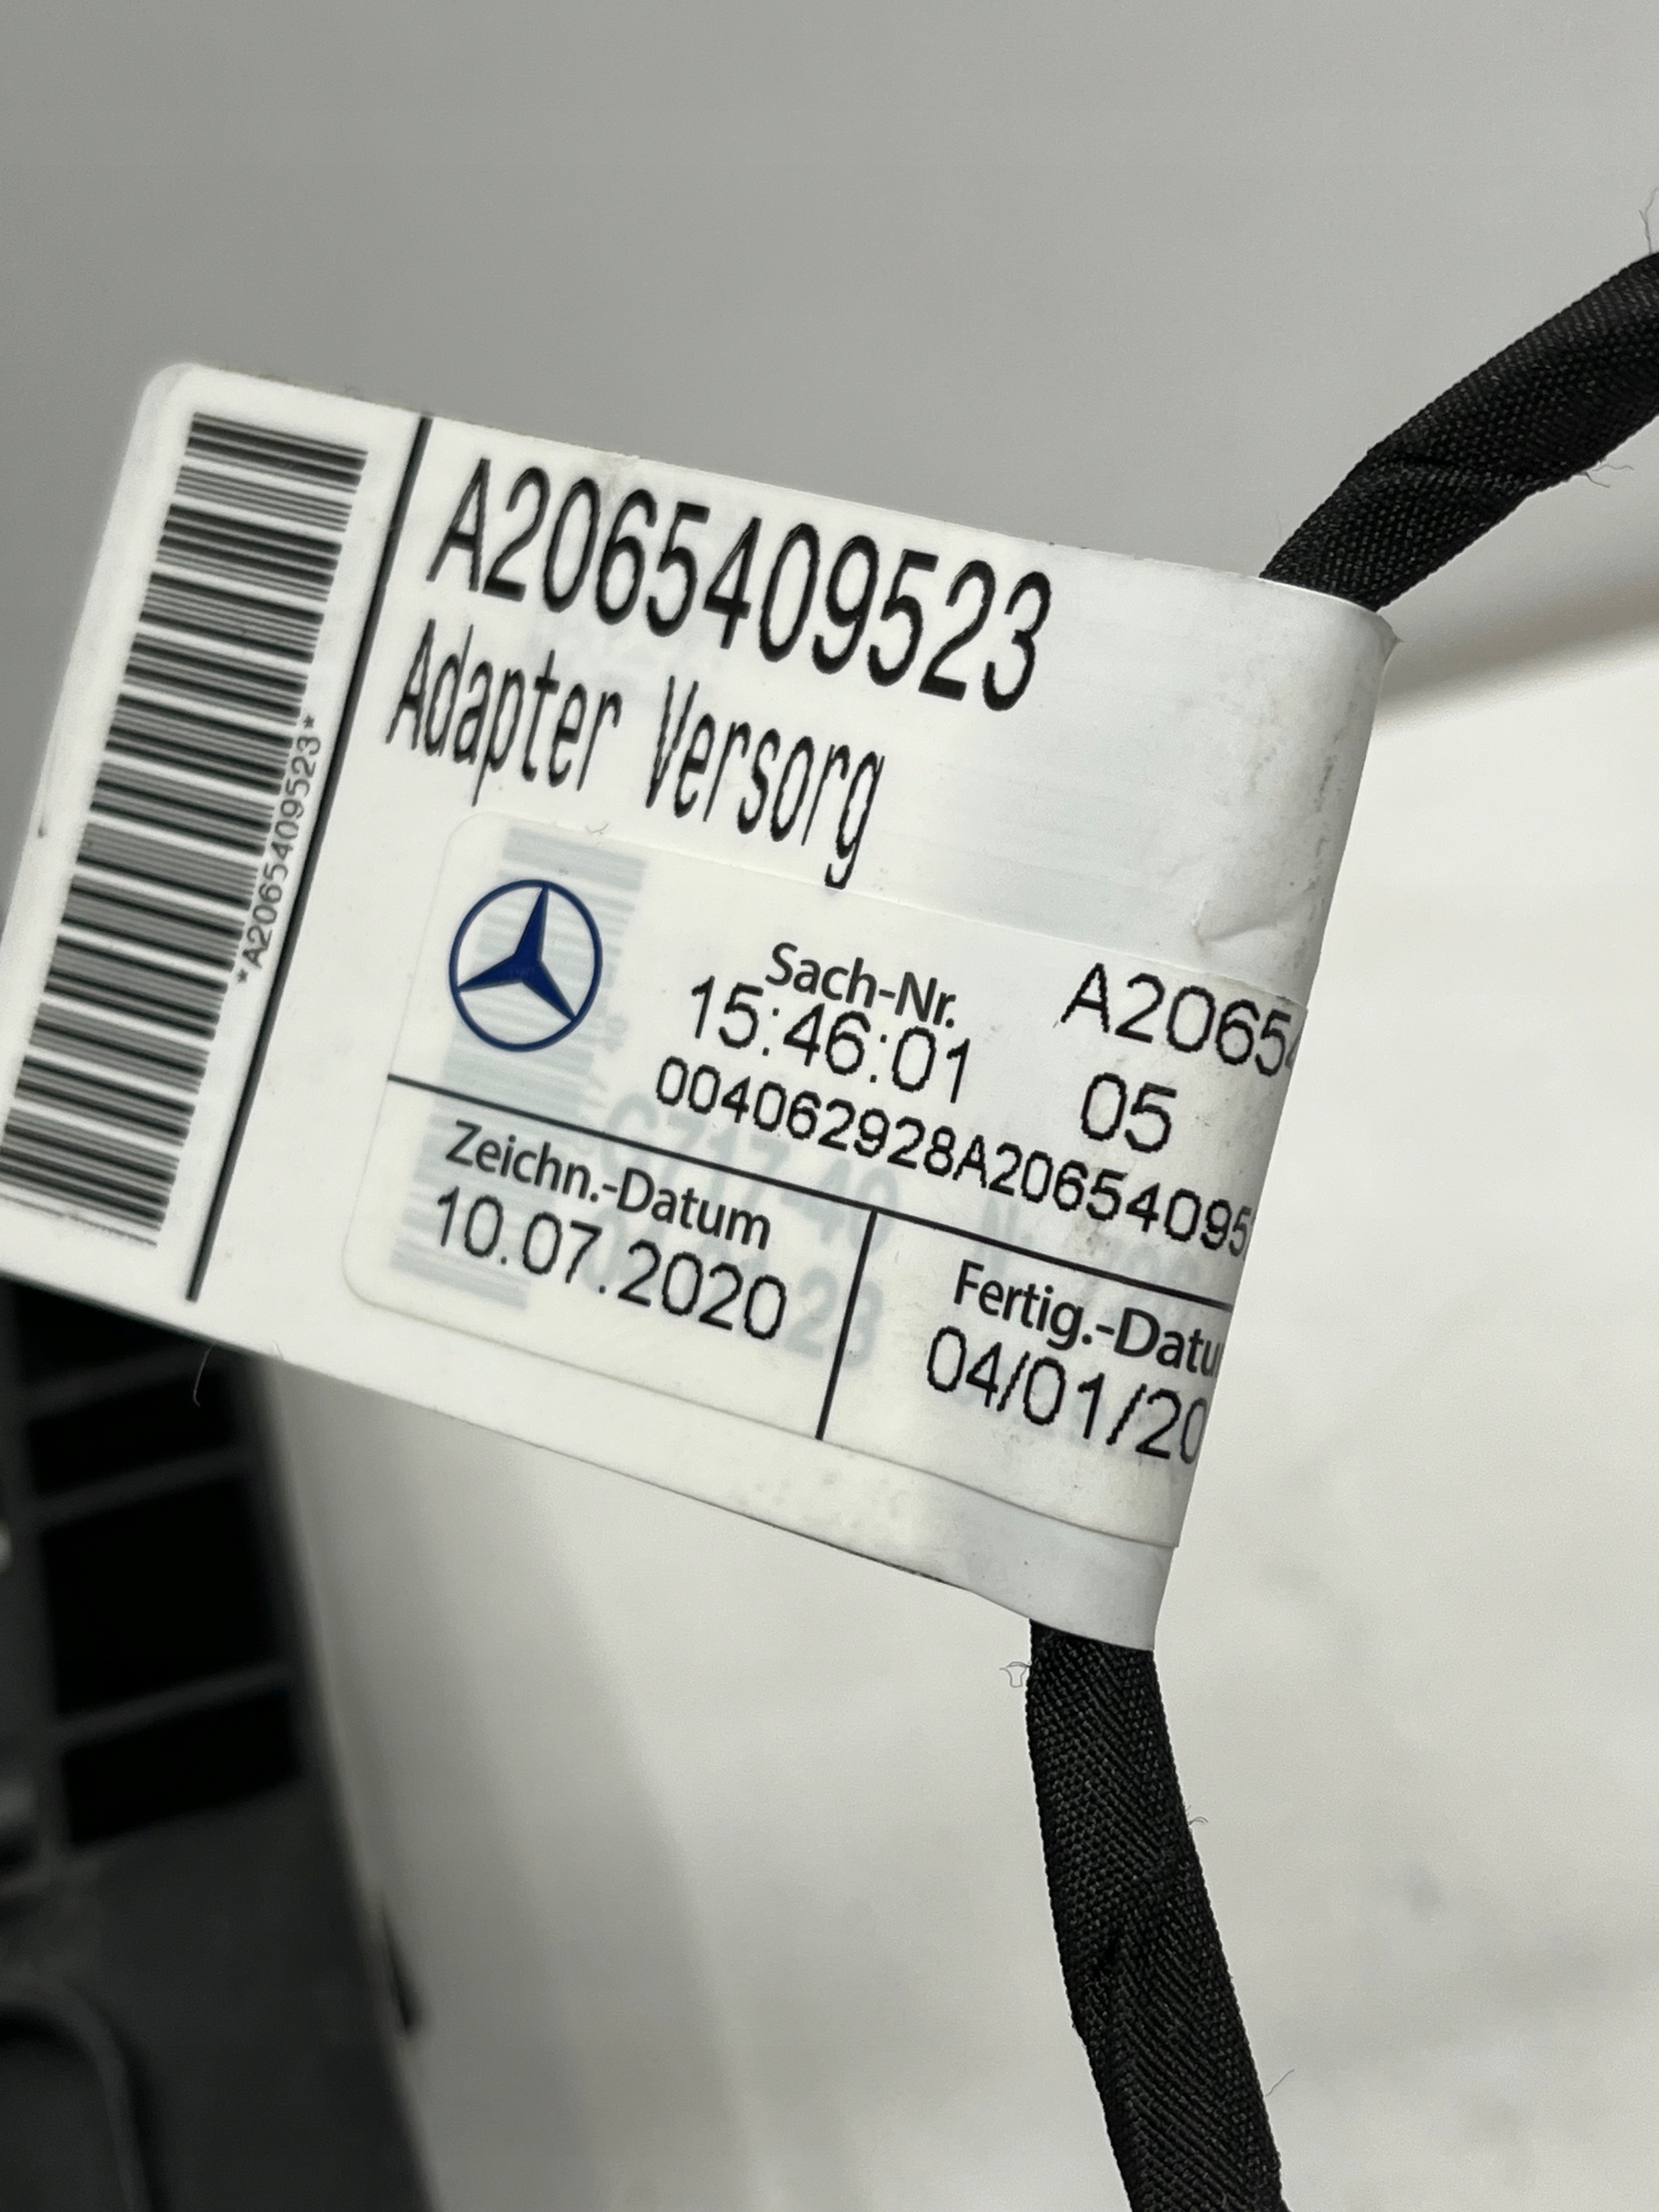 A2065409523
Adapter Versorg
*A2065409523*
Sach-Nr. A2065
15:46:01 05
004062928A20654095
Zeichn.-Datum
10.07.2020
Fertig.-Datu
04/01/20